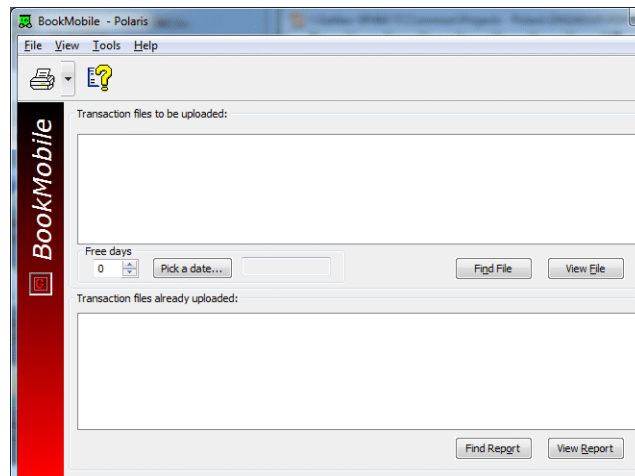 BookMobile - Polaris
File View Tools Help
BookMobile
Transaction files to be uploaded:
Free days
0
Pick a date...
Find File
View File
Transaction files already uploaded:
Find Report
View Report